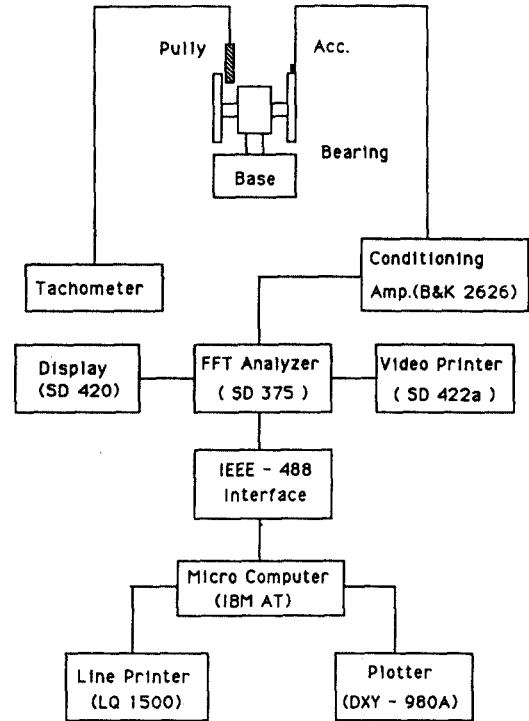 Pully
Acc.
Bearing
Base
Tachometer
Conditioning
Amp.(B&K 2626)
Display
(SD 420)
FFT Analyzer
( SD 375 )
Video Printer
( SD 422a )
IEEE - 488
Interface
Micro Computer
(IBM AT)
Line Printer
(LQ 1500)
Plotter
(DXY - 980A)